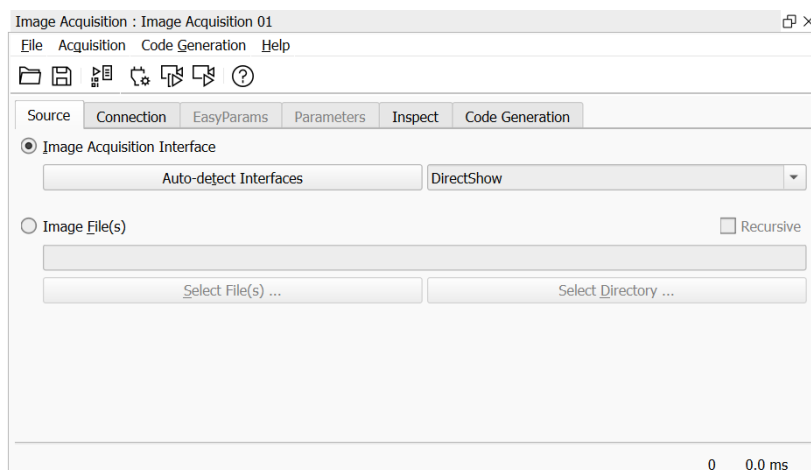 Image Acquisition : Image Acquisition 01
File Acquisition Code Generation Help
Source Connection EasyParams Parameters Inspect Code Generation
Image Acquisition Interface
Auto-detect Interfaces DirectShow
Image File(s) Recursive
Select File(s) ... Select Directory ...
0 0.0 ms